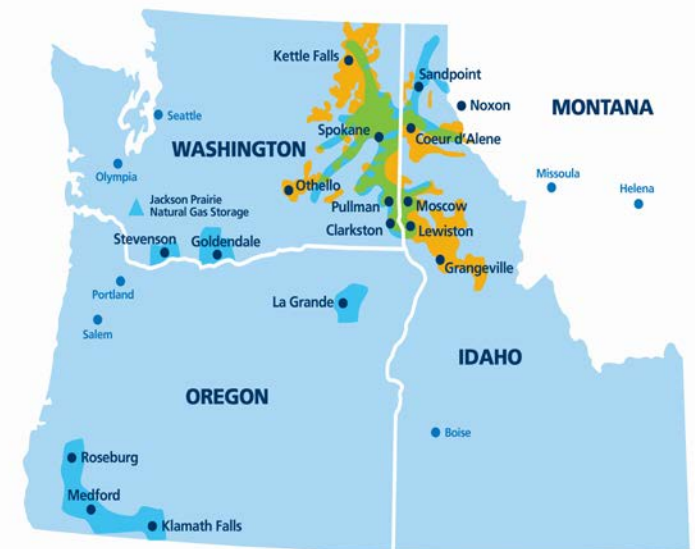 Kettle Falls
Sandpoint
Noxon
MONTANA
Seattle
Spokane
Coeur d'Alene
WASHINGTON
Olympia
Othello
Missoula
Helena
Jackson Prairie
Natural Gas Storage
Pullman
Moscow
Clarkston
Lewiston
Stevenson
Goldendale
Grangeville
Portland
La Grande
Salem
IDAHO
OREGON
Boise
Roseburg
Medford
Klamath Falls